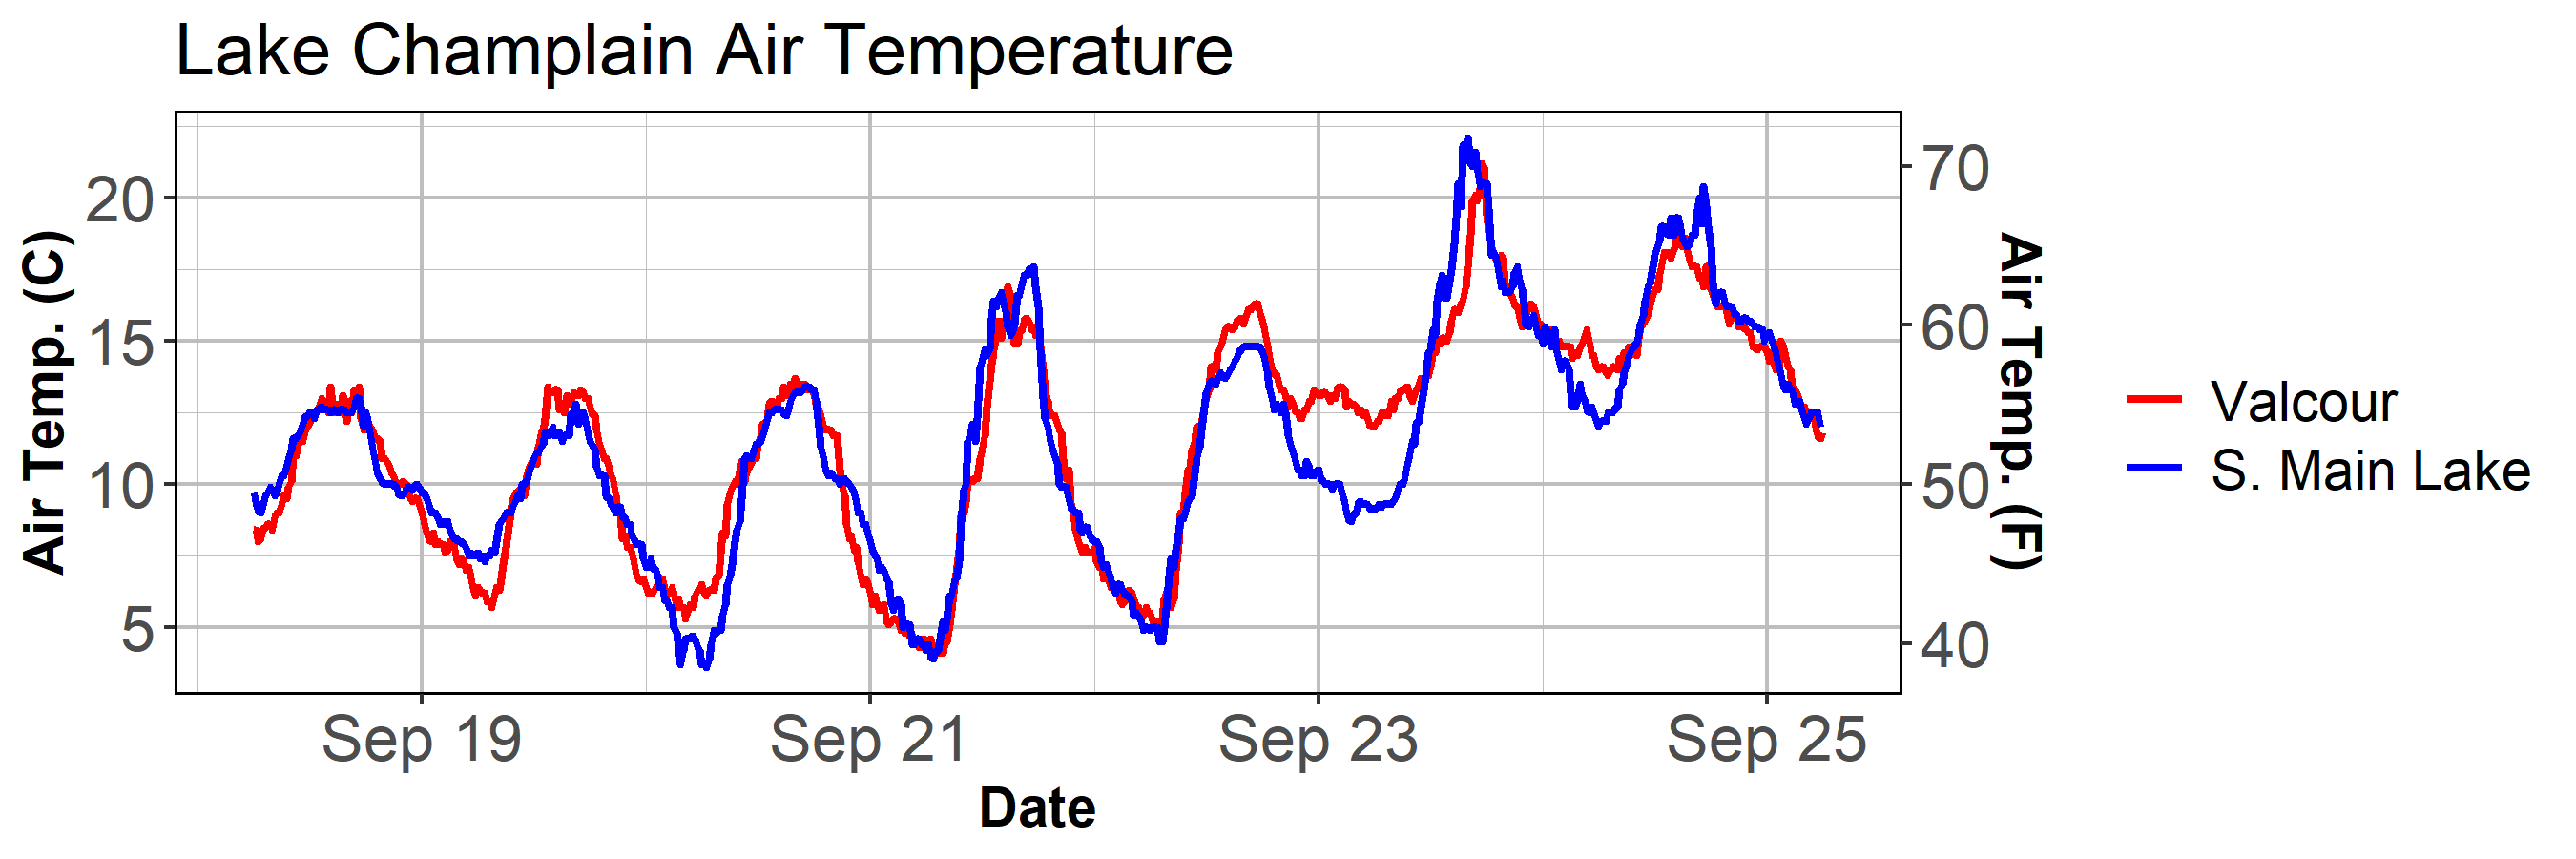 Lake Champlain Air Temperature
Air Temp. (C)
20
15
10
5
70
60
50
40
Air Temp. (F)
Sep 19
Sep 21
Sep 23
Sep 25
Date
Valcour
S. Main Lake